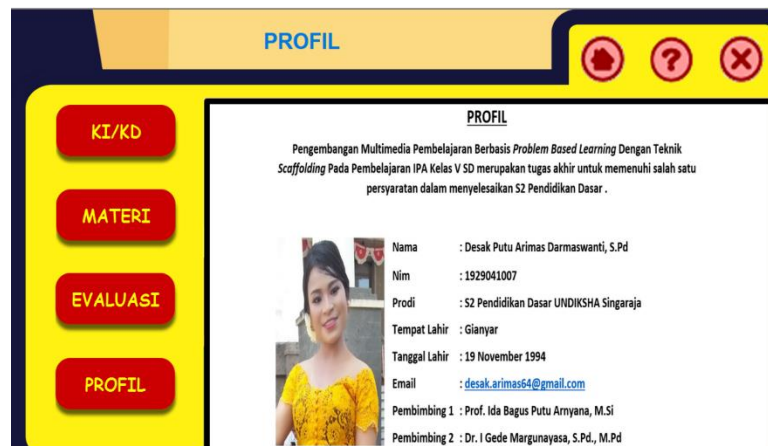 PROFIL
KI/KD
MATERI
EVALUASI
PROFIL
PROFIL
Pengembangan Multimedia Pembelajaran Berbasis Problem Based Learning Dengan Teknik
Scaffolding Pada Pembelajaran IPA Kelas V SD merupakan tugas akhir untuk memenuhi salah satu
persyaratan dalam menyelesaikan S2 Pendidikan Dasar .
Nama : Desak Putu Arimas Darmaswanti, S.Pd
Nim : 1929041007
Prodi : S2 Pendidikan Dasar UNDIKSHA Singaraja
Tempat Lahir : Gianyar
Tanggal Lahir : 19 November 1994
Email : desak.arimas64@gmail.com
Pembimbing 1 : Prof. Ida Bagus Putu Arnyana, M.Si
Pembimbing 2 : Dr. I Gede Margunayasa, S.Pd., M.Pd